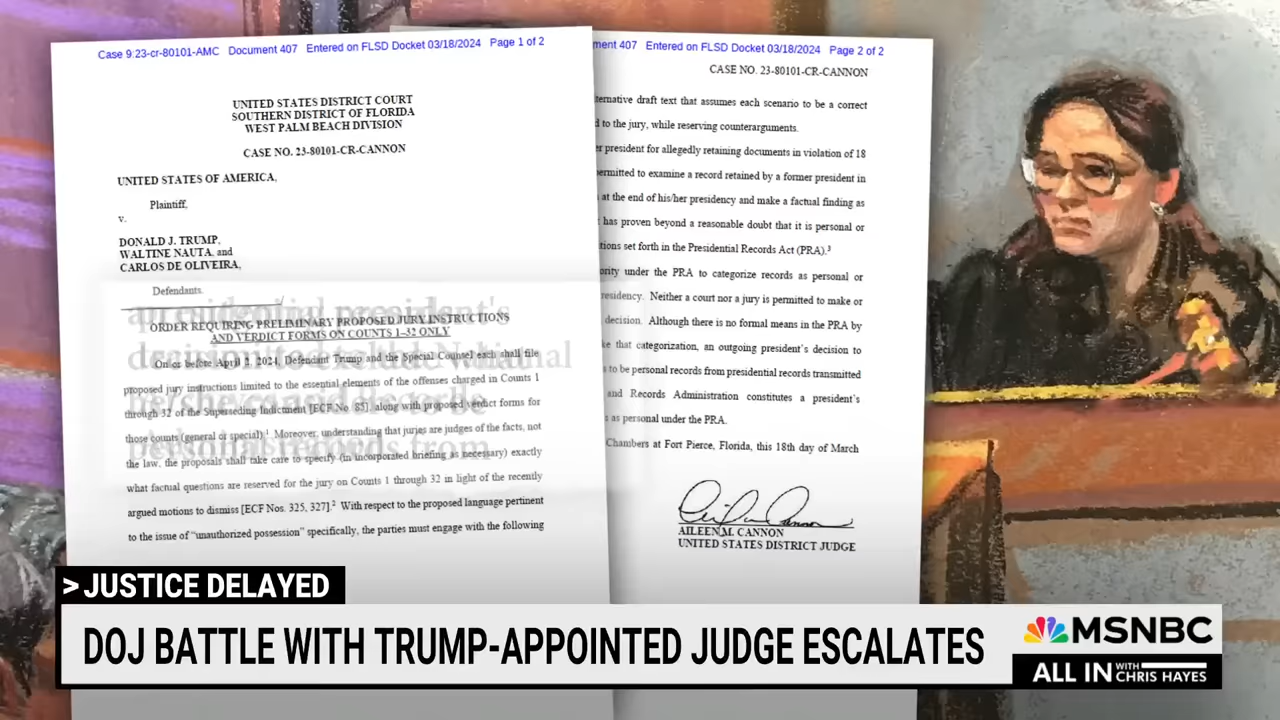 Case 9:23-cr-80101-AMC Document 407 Entered on FLSD Docket 03/18/2024 Page 1 of 2
UNITED STATES DISTRICT COURT
SOUTHERN DISTRICT OF FLORIDA
WEST PALM BEACH DIVISION
CASE NO. 23-80101-CR-CANNON
UNITED STATES OF AMERICA,
Plaintiff,
v.
DONALD J. TRUMP,
WALTINE NAUTA, and
CARLOS DE OLIVEIRA,
Defendants.
ORDER REQUIRING PRELIMINARY PROPOSED JURY INSTRUCTIONS
AND VERDICT FORMS ON COUNTS 1–32 ONLY
On or before April 2, 2024, Defendant Trump and the Special Counsel each shall file
proposed jury instructions limited to the essential elements of the offenses charged in Counts 1
through 32 of the Superseding Indictment [ECF No. 85], along with proposed verdict forms for
those counts (general or special).¹ Moreover, understanding that juries are judges of the facts, not
the law, the proposals shall take care to specify (in incorporated briefing as necessary) exactly
what factual questions are reserved for the jury on Counts 1 through 32 in light of the recently
argued motions to dismiss [ECF Nos. 325, 327].² With respect to the proposed language pertinent
to the issue of “unauthorized possession” specifically, the parties must engage with the following
president's
personal records from
ment 407 Entered on FLSD Docket 03/18/2024 Page 2 of 2
CASE NO. 23-80101-CR-CANNON
ternative draft text that assumes each scenario to be a correct
d to the jury, while reserving counterarguments.
er president for allegedly retaining documents in violation of 18
ermitted to examine a record retained by a former president in
at the end of his/her presidency and make a factual finding as
has proven beyond a reasonable doubt that it is personal or
tions set forth in the Presidential Records Act (PRA).³
ority under the PRA to categorize records as personal or
residency. Neither a court nor a jury is permitted to make or
decision. Although there is no formal means in the PRA by
ke that categorization, an outgoing president’s decision to
to be personal records from presidential records transmitted
and Records Administration constitutes a president’s
as personal under the PRA.
Chambers at Fort Pierce, Florida, this 18th day of March
AILEEN M. CANNON
UNITED STATES DISTRICT JUDGE
> JUSTICE DELAYED
DOJ BATTLE WITH TRUMP-APPOINTED JUDGE ESCALATES
MSNBC
ALL IN WITH CHRIS HAYES